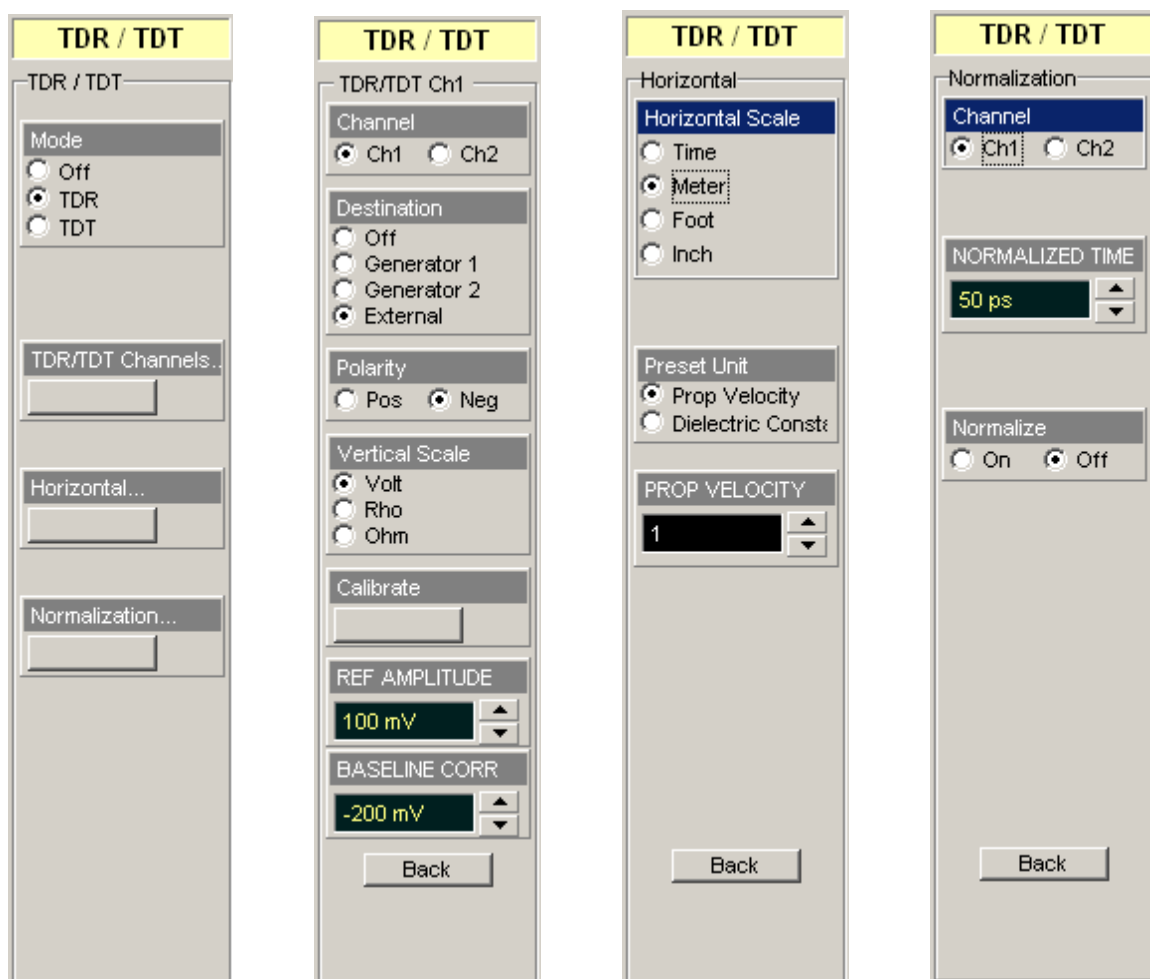 TDR / TDT
TDR / TDT
Mode
Off
TDR
TDT
TDR/TDT Channels..
Horizontal...
Normalization...
TDR / TDT
TDR/TDT Ch1
Channel
Ch1 Ch2
Destination
Off
Generator 1
Generator 2
External
Polarity
Pos Neg
Vertical Scale
Volt
Rho
Ohm
Calibrate
REF AMPLITUDE
100 mV
BASELINE CORR
-200 mV
Back
TDR / TDT
Horizontal
Horizontal Scale
Time
Meter
Foot
Inch
Preset Unit
Prop Velocity
Dielectric Consta
PROP VELOCITY
1
Back
TDR / TDT
Normalization
Channel
Ch1 Ch2
NORMALIZED TIME
50 ps
Normalize
On Off
Back